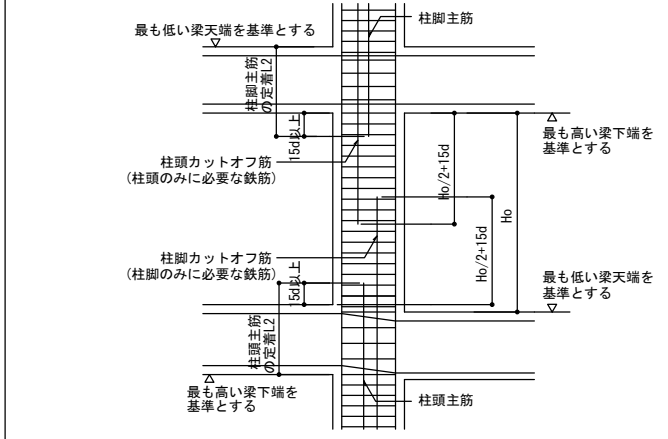 最も低い梁天端を基準とする
柱脚主筋
柱脚主筋
の定着L2
15d以上
最も高い梁下端を
基準とする
柱頭カットオフ筋
(柱頭のみに必要な鉄筋)
Ho/2+15d
Ho
Ho/2+15d
柱脚カットオフ筋
(柱脚のみに必要な鉄筋)
15d以上
最も低い梁天端を
基準とする
柱頭主筋
の定着L2
最も高い梁下端を
基準とする
柱頭主筋